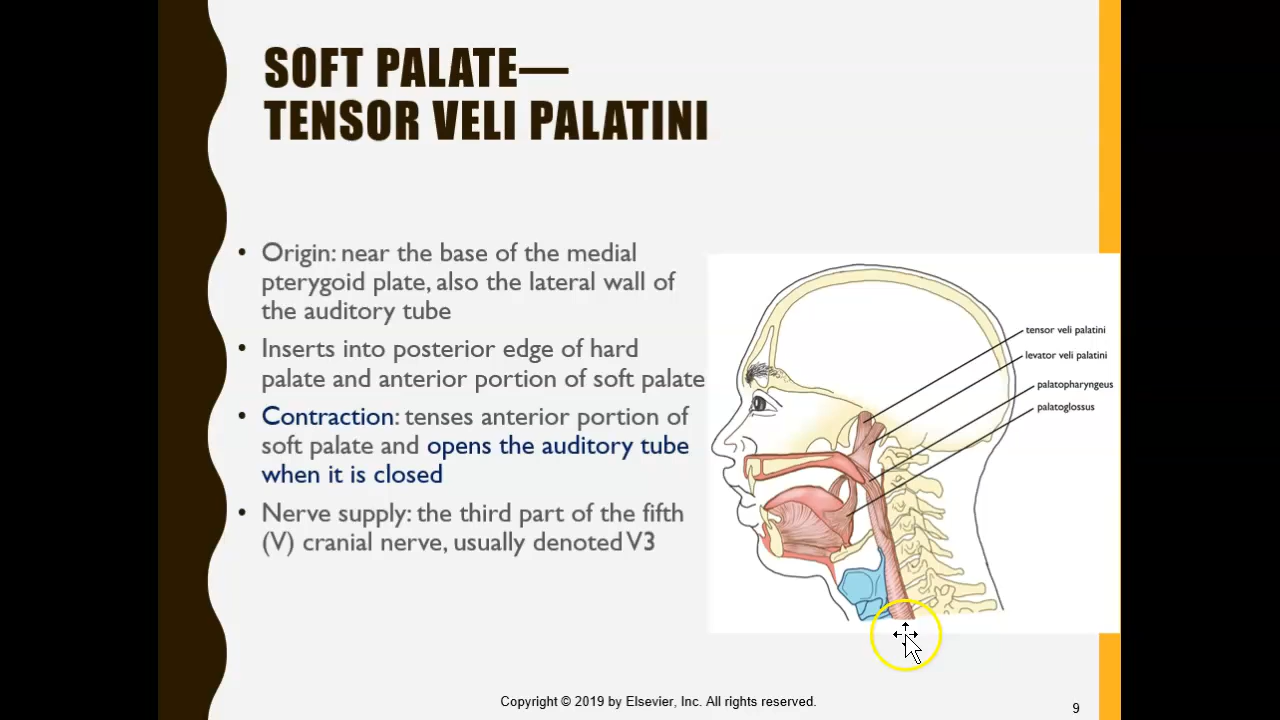 SOFT PALATE—
TENSOR VELI PALATINI
• Origin: near the base of the medial
pterygoid plate, also the lateral wall of
the auditory tube
• Inserts into posterior edge of hard
palate and anterior portion of soft palate
• Contraction: tenses anterior portion of
soft palate and opens the auditory tube
when it is closed
• Nerve supply: the third part of the fifth
(V) cranial nerve, usually denoted V3
tensor veli palatini
levator veli palatini
palatopharyngeus
palatoglossus
Copyright © 2019 by Elsevier, Inc. All rights reserved.
9